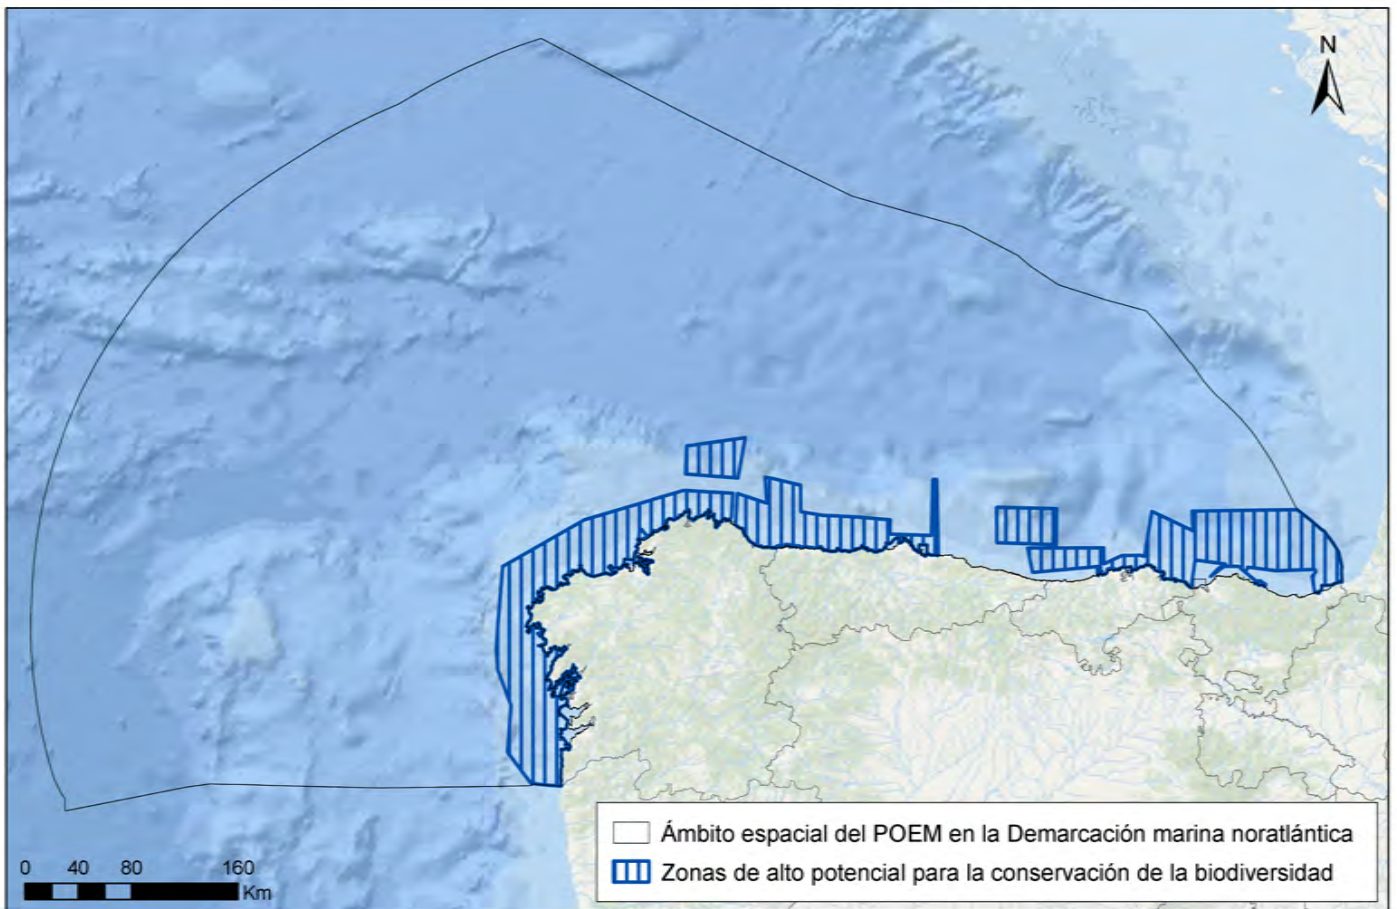 N
Ámbito espacial del POEM en la Demarcación marina noratlántica
Zonas de alto potencial para la conservación de la biodiversidad
0 40 80 160
Km